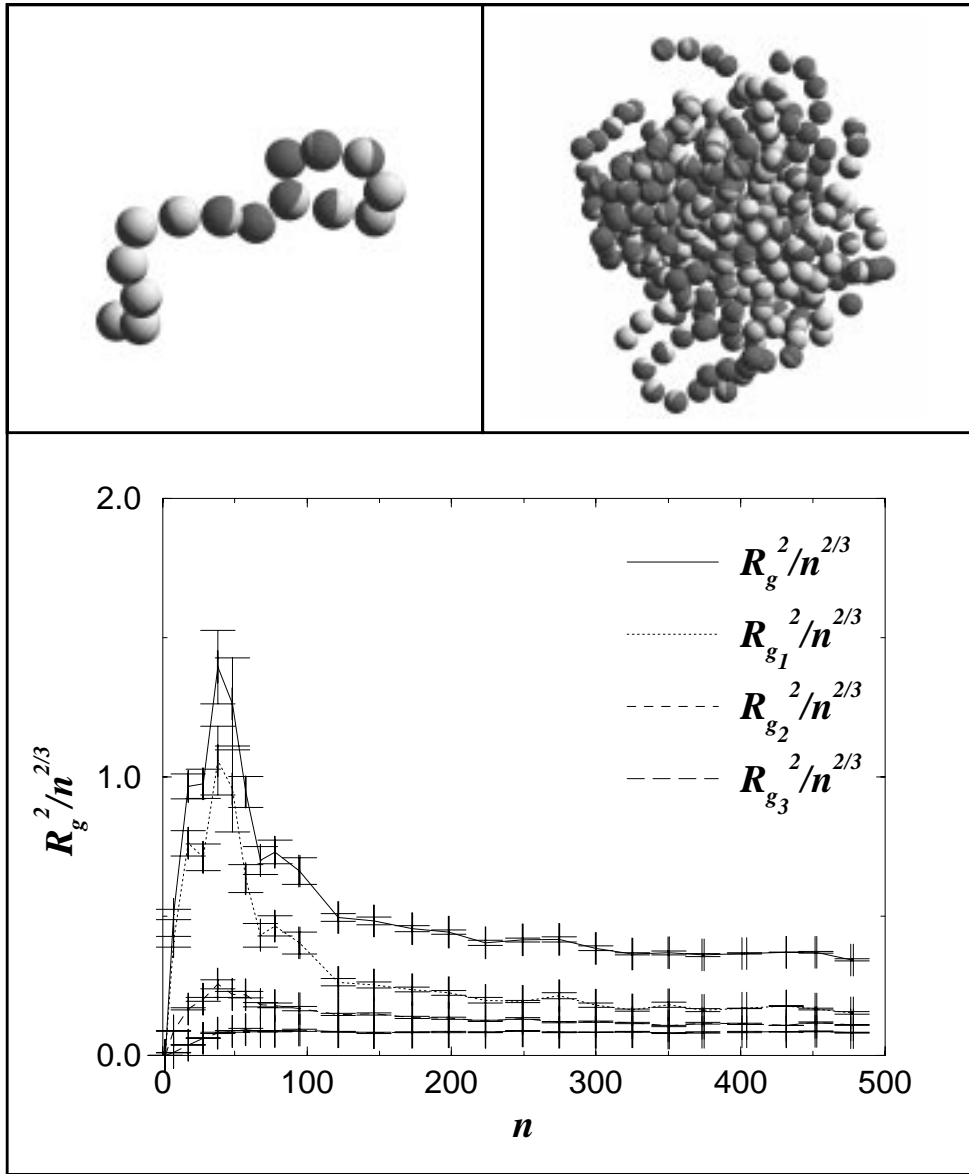 2.0
1.0
0.0
R_g^2/n^{2/3}
R_g^2/n^{2/3}
R_{g_1}^2/n^{2/3}
R_{g_2}^2/n^{2/3}
R_{g_3}^2/n^{2/3}
0 100 200 300 400 500
n